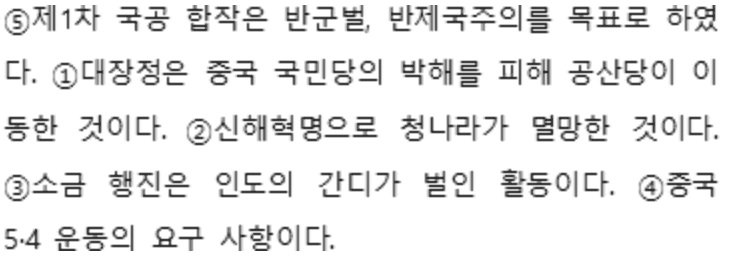 ⑤제1차 국공 합작은 반군벌, 반제국주의를 목표로 하였
다. ①대장정은 중국 국민당의 박해를 피해 공산당이 이
동한 것이다. ②신해혁명으로 청나라가 멸망한 것이다.
③소금 행진은 인도의 간디가 벌인 활동이다. ④중국
5·4 운동의 요구 사항이다.